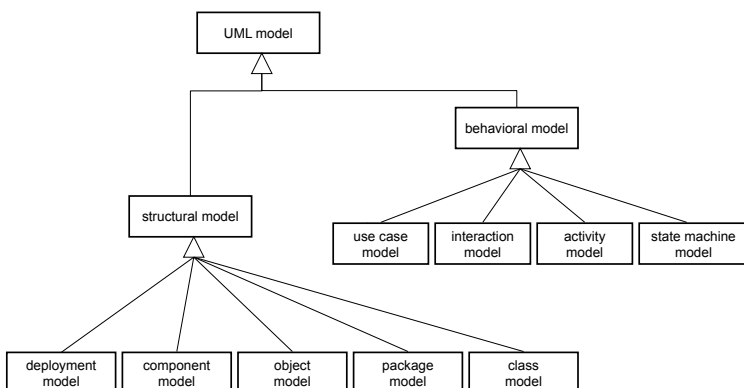 UML model
behavioral model
structural model
use case
model
interaction
model
activity
model
state machine
model
deployment
model
component
model
object
model
package
model
class
model